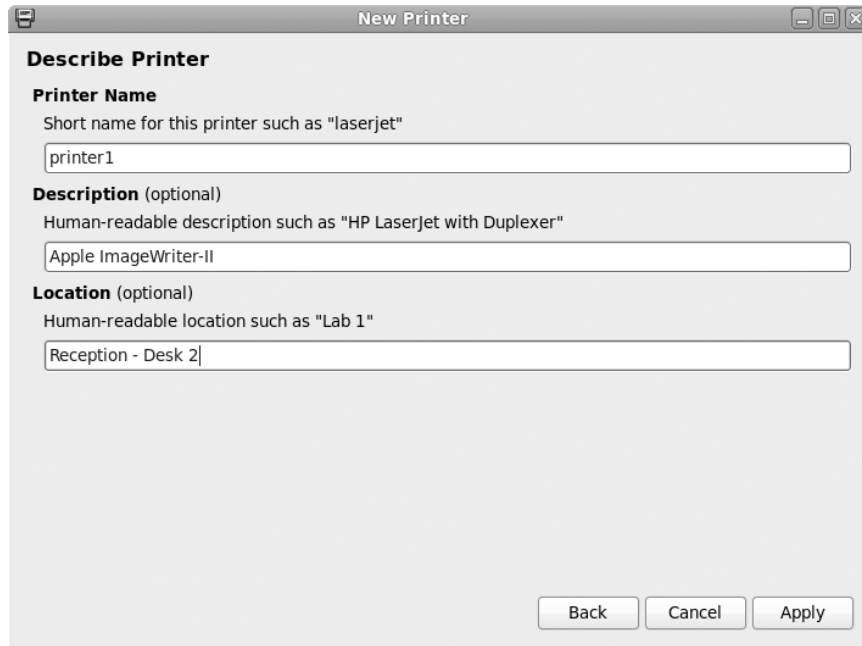 New Printer
Describe Printer
Printer Name
Short name for this printer such as "laserjet"
printer1
Description (optional)
Human-readable description such as "HP LaserJet with Duplexer"
Apple ImageWriter-II
Location (optional)
Human-readable location such as "Lab 1"
Reception - Desk 2
Back Cancel Apply